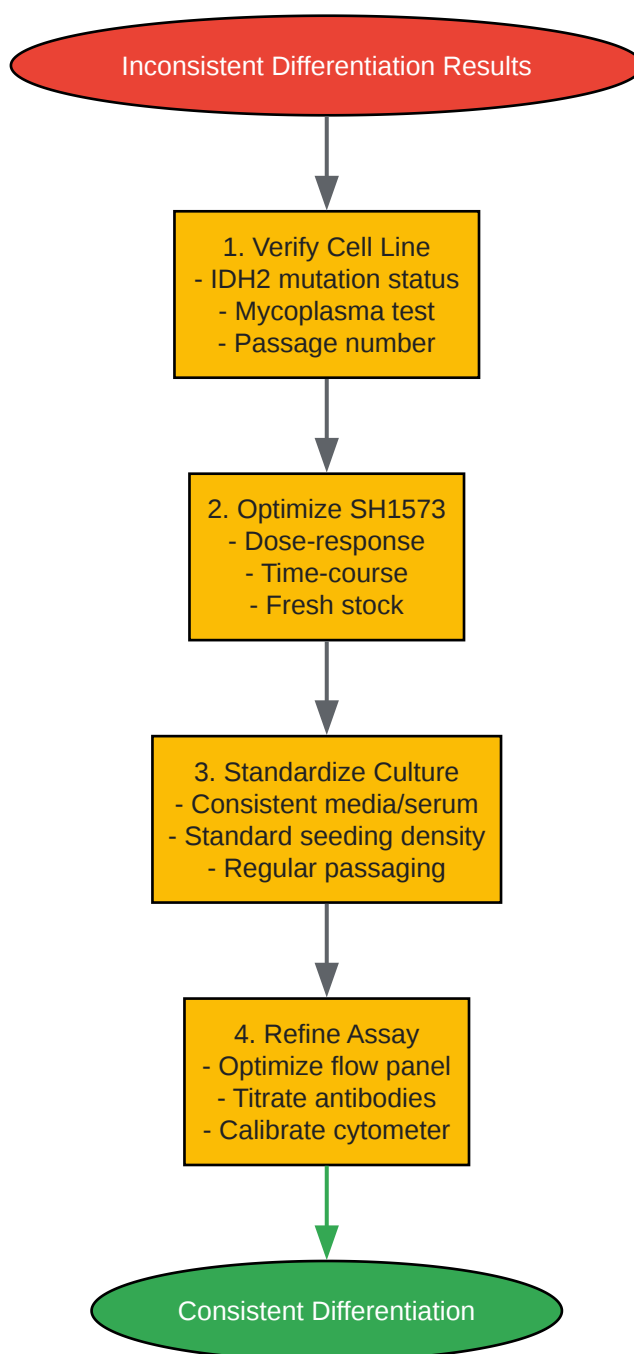 Inconsistent Differentiation Results
1. Verify Cell Line
- IDH2 mutation status
- Mycoplasma test
- Passage number
2. Optimize SH1573
- Dose-response
- Time-course
- Fresh stock
3. Standardize Culture
- Consistent media/serum
- Standard seeding density
- Regular passaging
4. Refine Assay
- Optimize flow panel
- Titrate antibodies
- Calibrate cytometer
Consistent Differentiation